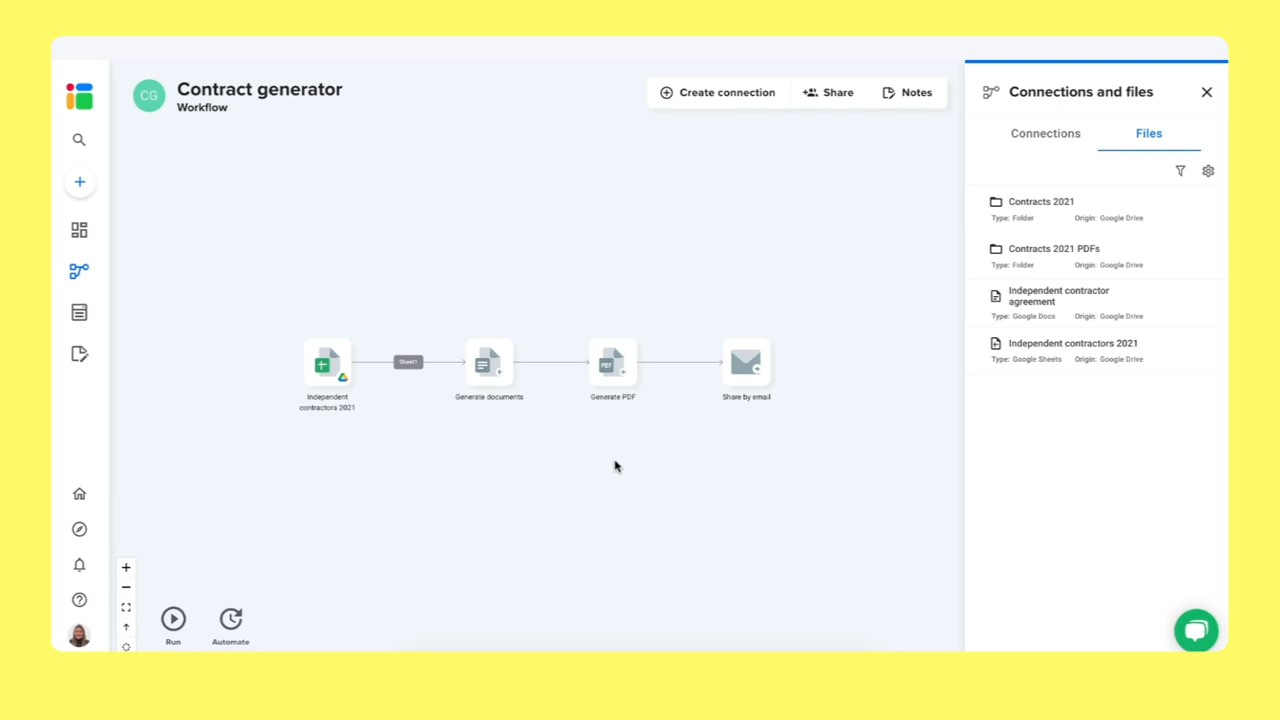 CG
Contract generator
Workflow
Create connection
Share
Notes
Connections and files
Connections
Files
Contracts 2021
Type: Folder
Origin: Google Drive
Contracts 2021 PDFs
Type: Folder
Origin: Google Drive
Independent contractor
agreement
Type: Google Docs
Origin: Google Drive
Independent contractors 2021
Type: Google Sheets
Origin: Google Drive
Sheet1
PDF
Independent
contractors 2021
Generate documents
Generate PDF
Share by email
Run
Automate